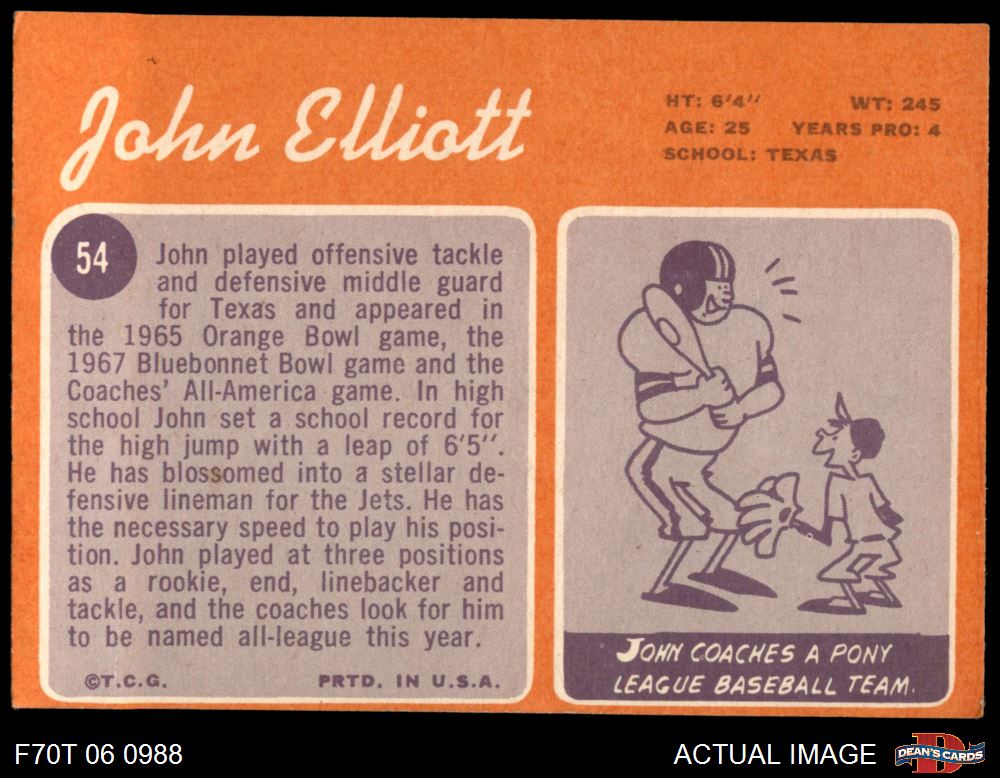 John Elliott
HT: 6'4" WT: 245
AGE: 25 YEARS PRO: 4
SCHOOL: TEXAS
54
John played offensive tackle
and defensive middle guard
for Texas and appeared in
the 1965 Orange Bowl game, the
1967 Bluebonnet Bowl game and the
Coaches' All-America game. In high
school John set a school record for
the high jump with a leap of 6'5".
He has blossomed into a stellar de-
fensive lineman for the Jets. He has
the necessary speed to play his posi-
tion. John played at three positions
as a rookie, end, linebacker and
tackle, and the coaches look for him
to be named all-league this year.
©T.C.G. PRTD. IN U.S.A.
JOHN COACHES A PONY
LEAGUE BASEBALL TEAM.
F70T 06 0988
ACTUAL IMAGE
DEAN'S CARDS